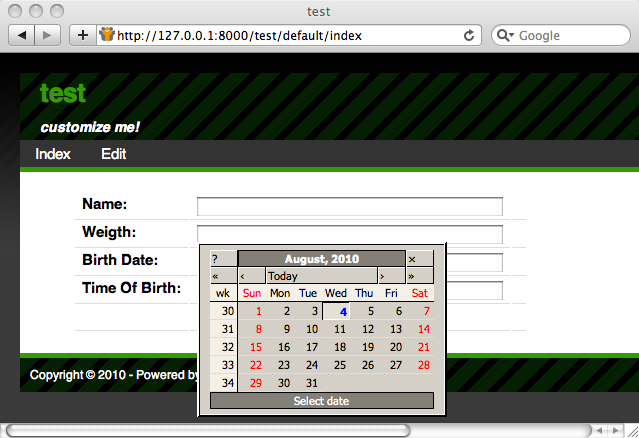 test
http://127.0.0.1:8000/test/default/index
Google
test
customize me!
Index Edit
Name:
Weigth:
Birth Date:
Time Of Birth:
? August, 2010 ×
« ‹ Today › »
wk Sun Mon Tue Wed Thu Fri Sat
30 1 2 3 4 5 6 7
31 8 9 10 11 12 13 14
32 15 16 17 18 19 20 21
33 22 23 24 25 26 27 28
34 29 30 31
Select date
Copyright © 2010 - Powered by